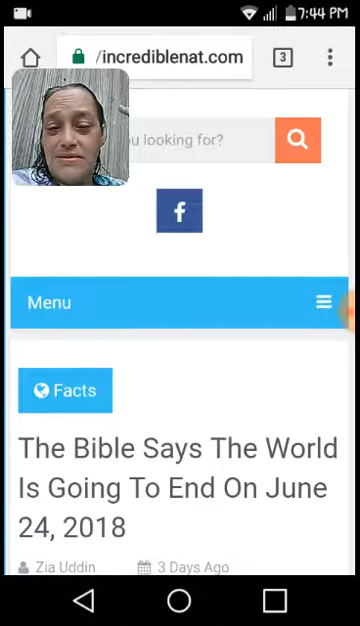 7:44 PM
/incrediblenat.com
3
u looking for?
f
Menu
Facts
The Bible Says The World
Is Going To End On June
24, 2018
Zia Uddin 3 Days Ago